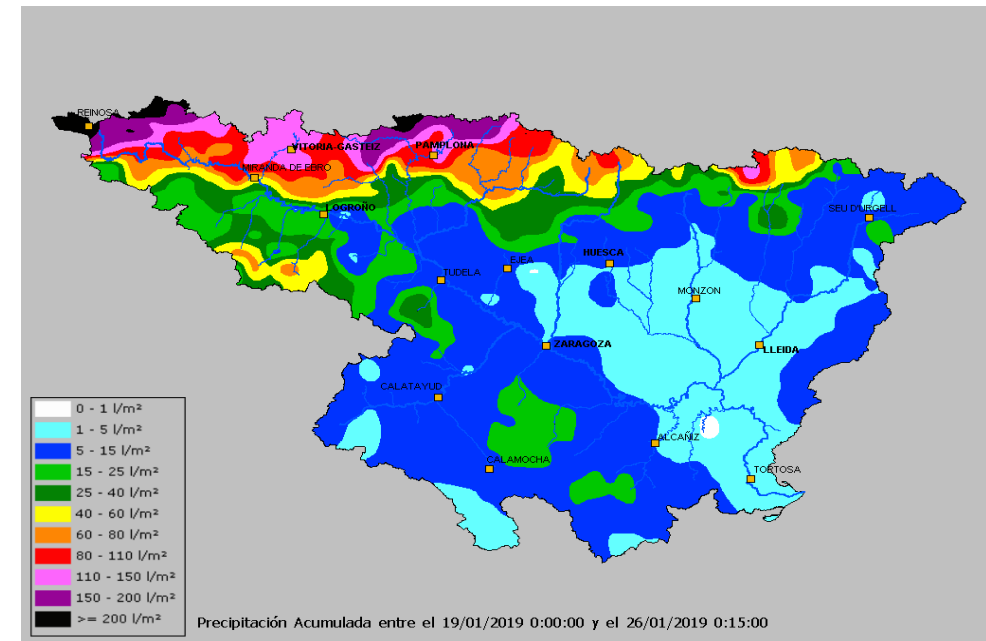 REINOSA
VITORIA-GASTEIZ
PAMPLONA
MIRANDA DE EBRO
LOGROÑO
SEU D'URGELL
HUESCA
EJEA
TUDELA
MONZON
ZARAGOZA
LLEIDA
CALATAYUD
ALCAÑIZ
CALAMOCHA
TORTOSA
0 - 1 l/m²
1 - 5 l/m²
5 - 15 l/m²
15 - 25 l/m²
25 - 40 l/m²
40 - 60 l/m²
60 - 80 l/m²
80 - 110 l/m²
110 - 150 l/m²
150 - 200 l/m²
>= 200 l/m²
Precipitación Acumulada entre el 19/01/2019 0:00:00 y el 26/01/2019 0:15:00